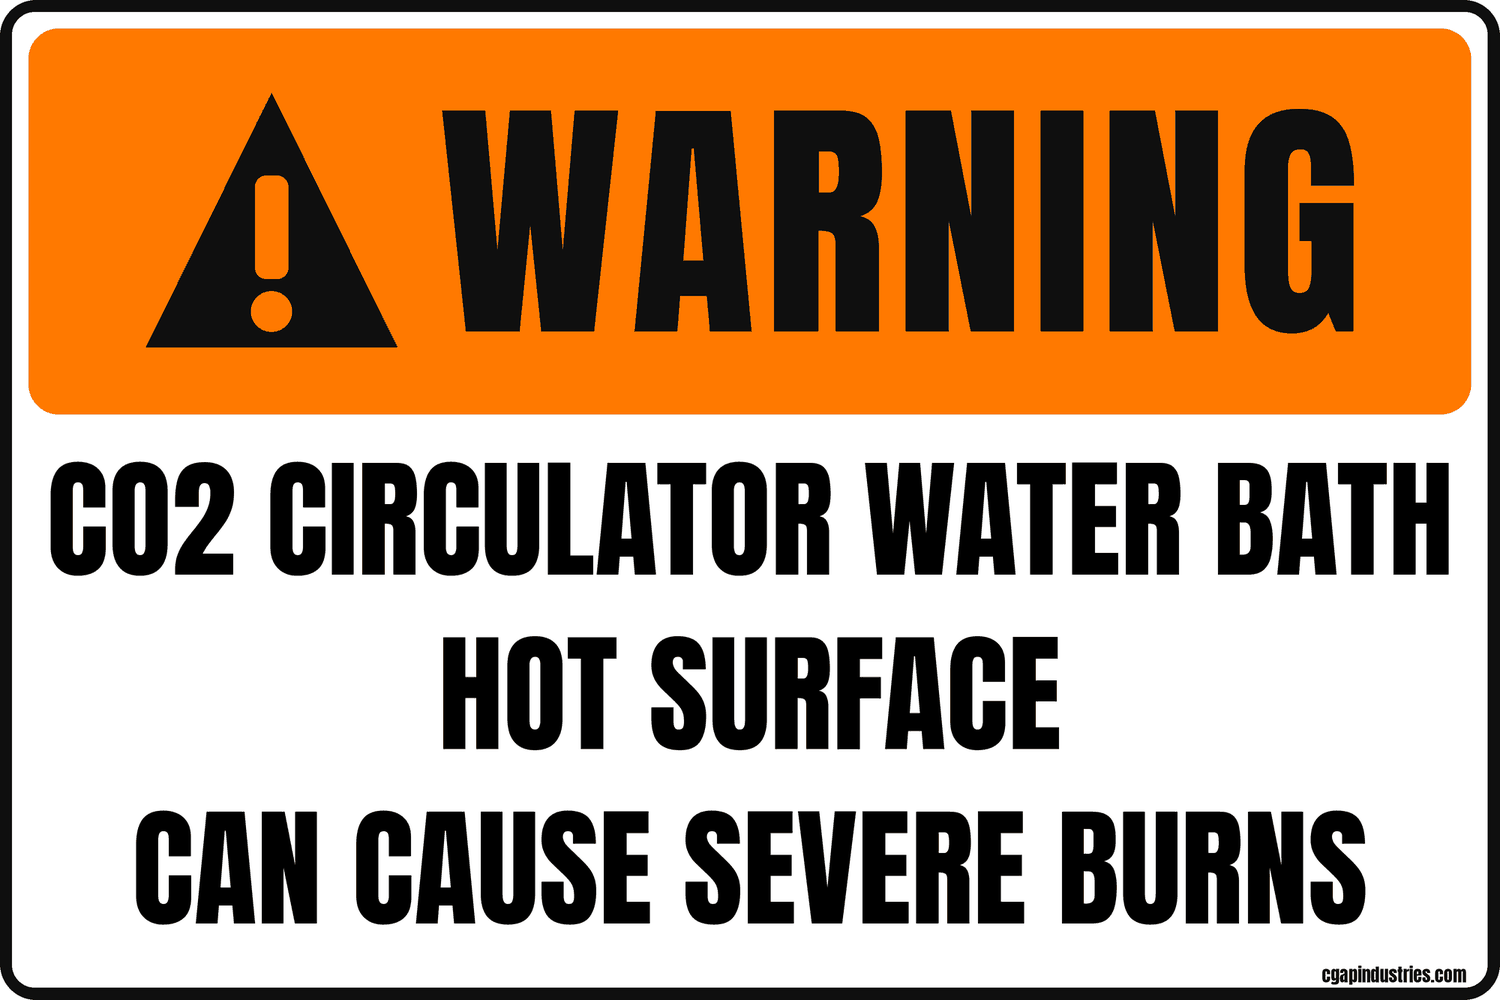 WARNING
CO2 CIRCULATOR WATER BATH
HOT SURFACE
CAN CAUSE SEVERE BURNS
cgapindustries.com